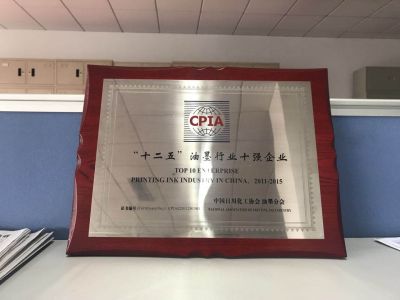 CPIA
“十二五”油墨行业十强企业
TOP 10 ENTERPRISE
PRINTING INK INDUSTRY IN CHINA，2011-2015
中国日用化工协会 油墨分会